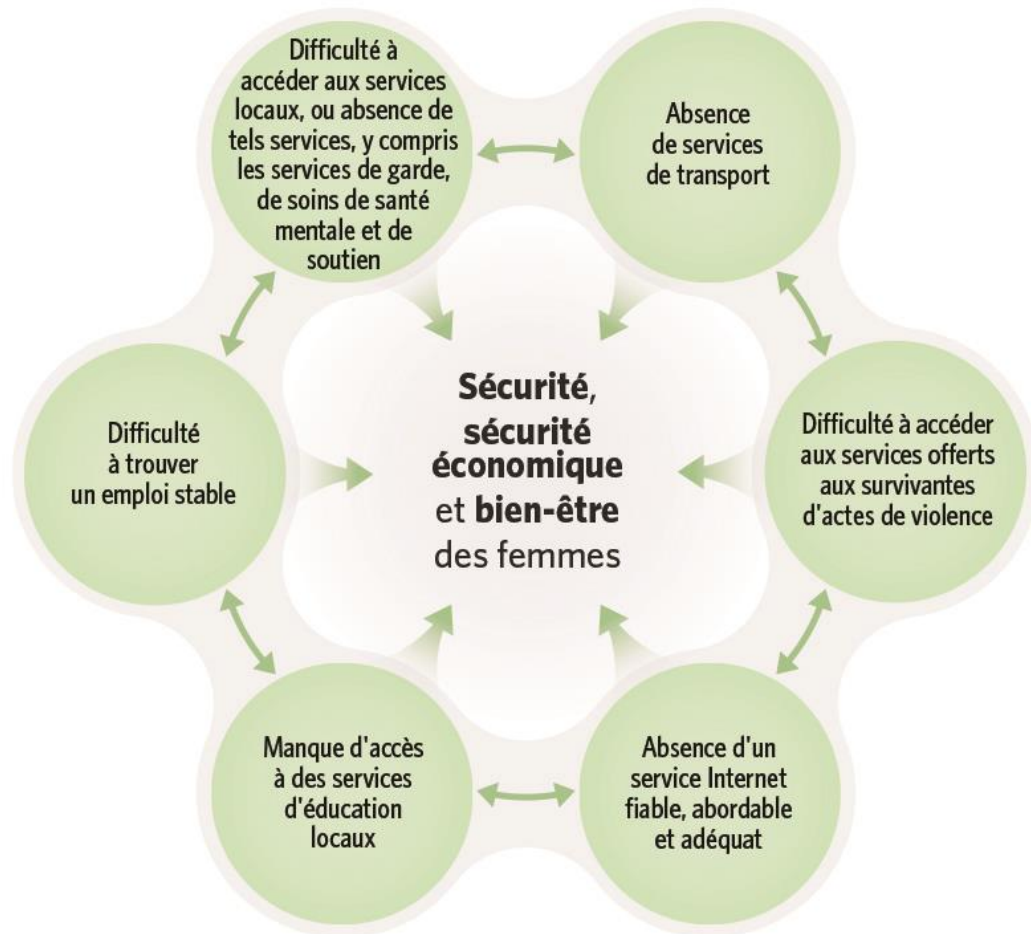 Difficulté à
accéder aux services
locaux, ou absence de
tels services, y compris
les services de garde,
de soins de santé
mentale et de
soutien
Absence
de services
de transport
Difficulté
à trouver
un emploi stable
Sécurité,
sécurité
économique
et bien-être
des femmes
Difficulté à accéder
aux services offerts
aux survivantes
d'actes de violence
Manque d'accès
à des services
d'éducation
locaux
Absence d'un
service Internet
fiable, abordable
et adéquat